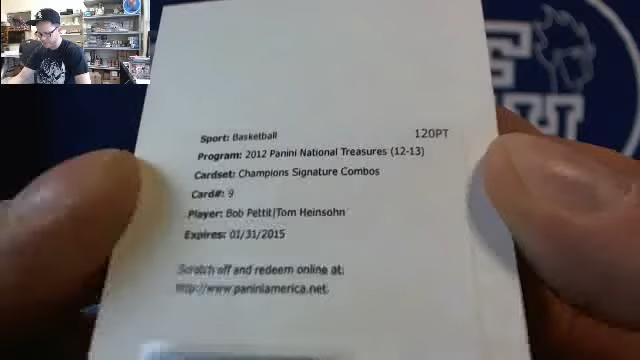 Sport: Basketball 120PT
Program: 2012 Panini National Treasures (12-13)
Cardset: Champions Signature Combos
Card#: 9
Player: Bob Pettit|Tom Heinsohn
Expires: 01/31/2015
Scratch off and redeem online at:
http://www.paniniamerica.net